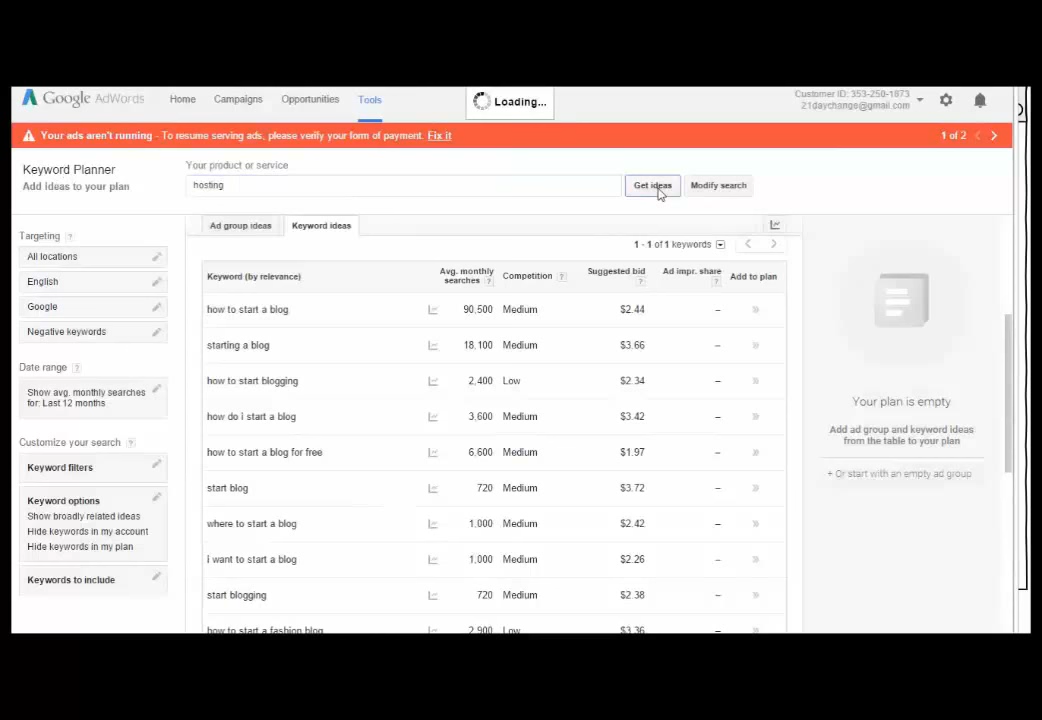 Google AdWords
Home Campaigns Opportunities Tools
Loading...
Customer ID: 353-250-1873
21daychange@gmail.com
Your ads aren't running - To resume serving ads, please verify your form of payment. Fix it
1 of 2
Keyword Planner
Add ideas to your plan
Your product or service
hosting
Get ideas
Modify search
Targeting ?
All locations
English
Google
Negative keywords
Date range ?
Show avg. monthly searches
for: Last 12 months
Customize your search ?
Keyword filters
Keyword options
Show broadly related ideas
Hide keywords in my account
Hide keywords in my plan
Keywords to include
Ad group ideas Keyword ideas
1 - 1 of 1 keywords
Keyword (by relevance) Avg. monthly searches ? Competition ? Suggested bid ? Ad impr. share ? Add to plan
how to start a blog 90,500 Medium $2.44 – »
starting a blog 18,100 Medium $3.66 – »
how to start blogging 2,400 Low $2.34 – »
how do i start a blog 3,600 Medium $3.42 – »
how to start a blog for free 6,600 Medium $1.97 – »
start blog 720 Medium $3.72 – »
where to start a blog 1,000 Medium $2.42 – »
i want to start a blog 1,000 Medium $2.26 – »
start blogging 720 Medium $2.38 – »
how to start a fashion blog 2,900 Low $3.36 – »
Your plan is empty
Add ad group and keyword ideas
from the table to your plan
+ Or start with an empty ad group